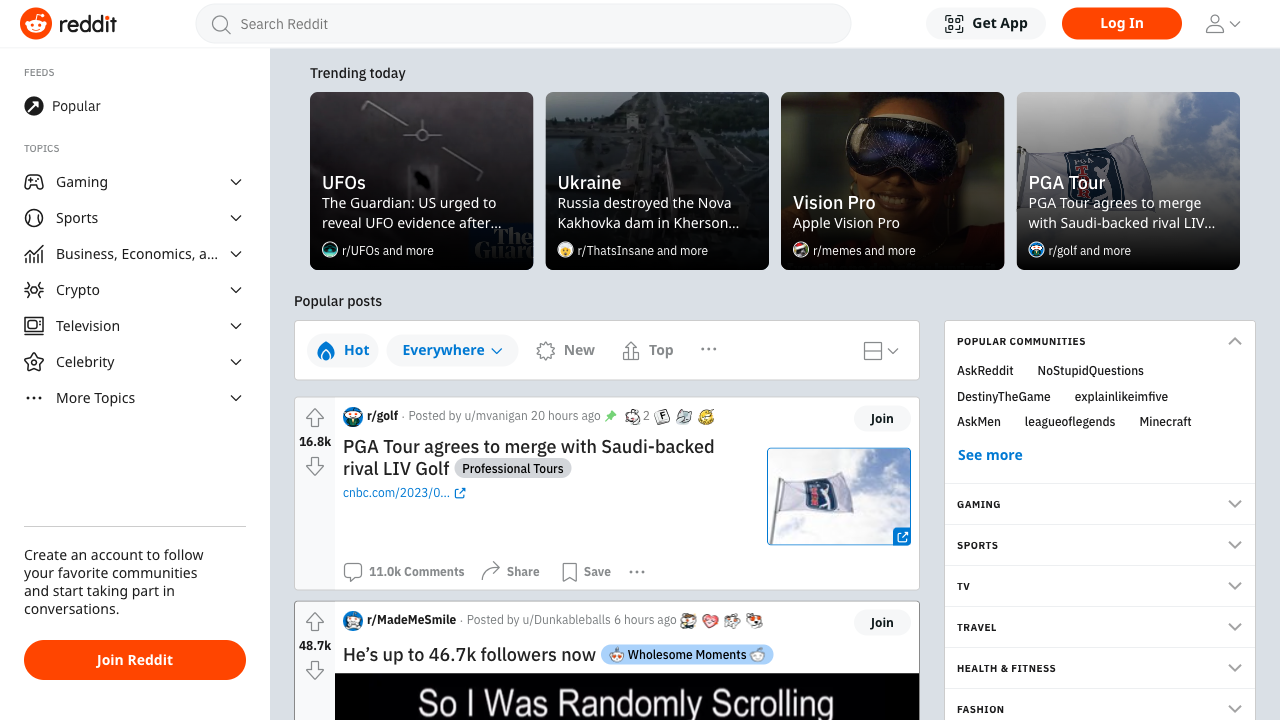 reddit
Search Reddit
Get App
Log In
FEEDS
Popular
TOPICS
Gaming
Sports
Business, Economics, a...
Crypto
Television
Celebrity
More Topics
Create an account to follow
your favorite communities
and start taking part in
conversations.
Join Reddit
Trending today
UFOs
The Guardian: US urged to
reveal UFO evidence after...
r/UFOs and more
Ukraine
Russia destroyed the Nova
Kakhovka dam in Kherson...
r/ThatsInsane and more
Vision Pro
Apple Vision Pro
r/memes and more
PGA Tour
PGA Tour agrees to merge
with Saudi-backed rival LIV...
r/golf and more
Popular posts
Hot
Everywhere
New
Top
16.8k
r/golf · Posted by u/mvanigan 20 hours ago 2
Join
PGA Tour agrees to merge with Saudi-backed
rival LIV Golf Professional Tours
cnbc.com/2023/0...
11.0k Comments
Share
Save
48.7k
r/MadeMeSmile · Posted by u/Dunkableballs 6 hours ago
Join
He's up to 46.7k followers now Wholesome Moments
So I Was Randomly Scrolling
POPULAR COMMUNITIES
AskReddit NoStupidQuestions
DestinyTheGame explainlikeimfive
AskMen leagueoflegends Minecraft
See more
GAMING
SPORTS
TV
TRAVEL
HEALTH & FITNESS
FASHION